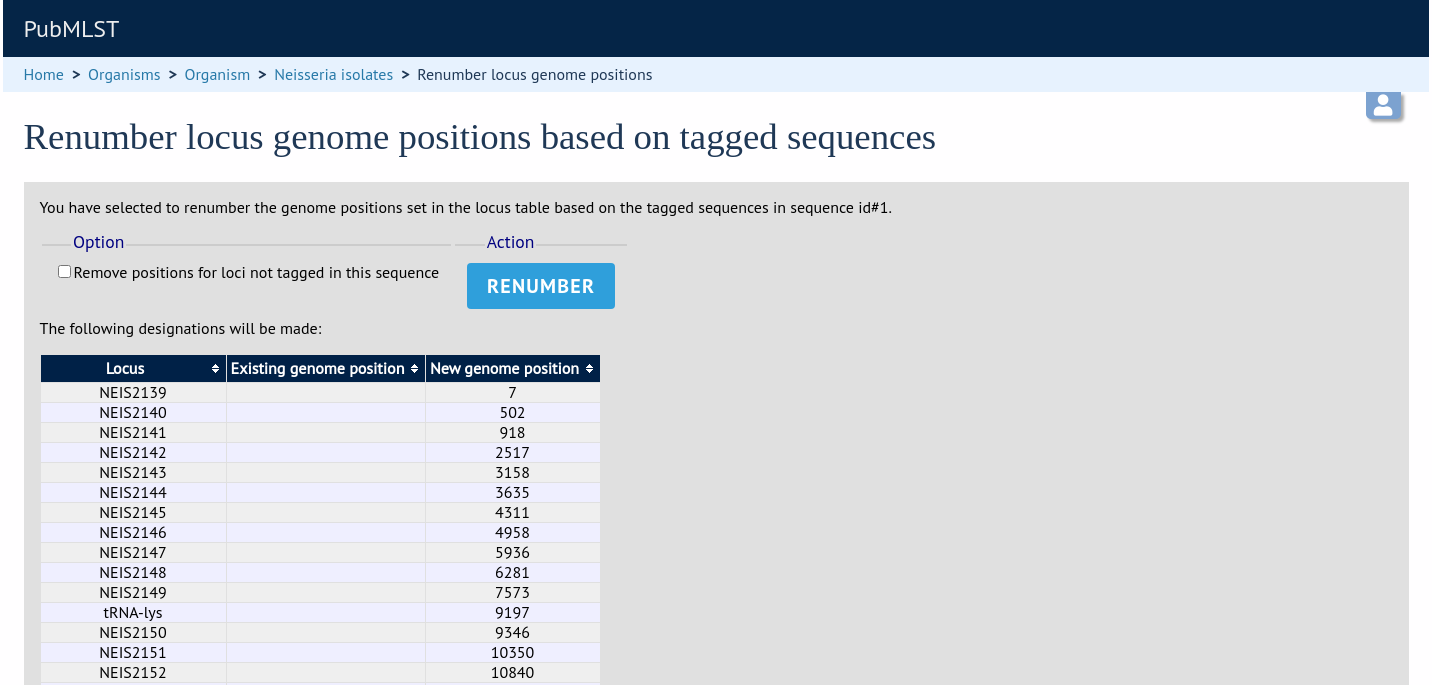 PubMLST
Home > Organisms > Organism > Neisseria isolates > Renumber locus genome positions
Renumber locus genome positions based on tagged sequences
You have selected to renumber the genome positions set in the locus table based on the tagged sequences in sequence id#1.
Option Action
Remove positions for loci not tagged in this sequence RENUMBER
The following designations will be made:
Locus Existing genome position New genome position
NEIS2139 7
NEIS2140 502
NEIS2141 918
NEIS2142 2517
NEIS2143 3158
NEIS2144 3635
NEIS2145 4311
NEIS2146 4958
NEIS2147 5936
NEIS2148 6281
NEIS2149 7573
tRNA-lys 9197
NEIS2150 9346
NEIS2151 10350
NEIS2152 10840